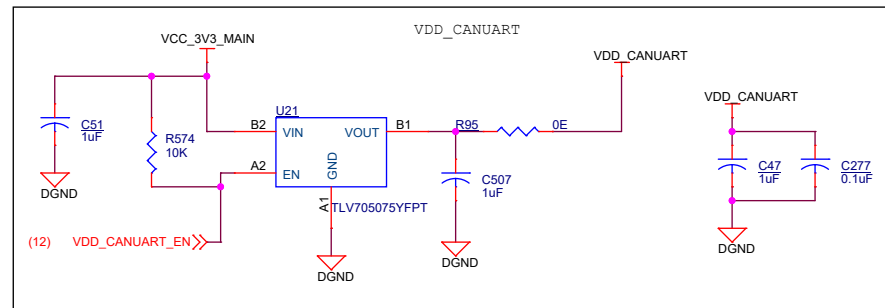 VDD_CANUART
VCC_3V3_MAIN
VDD_CANUART
C51
1uF
R574
10K
U21
B2
VIN
VOUT
B1
A2
EN
GND
A1
TLV705075YFPT
R95
0E
C507
1uF
VDD_CANUART
C47
1uF
C277
0.1uF
DGND
(12) VDD_CANUART_EN
DGND
DGND
DGND